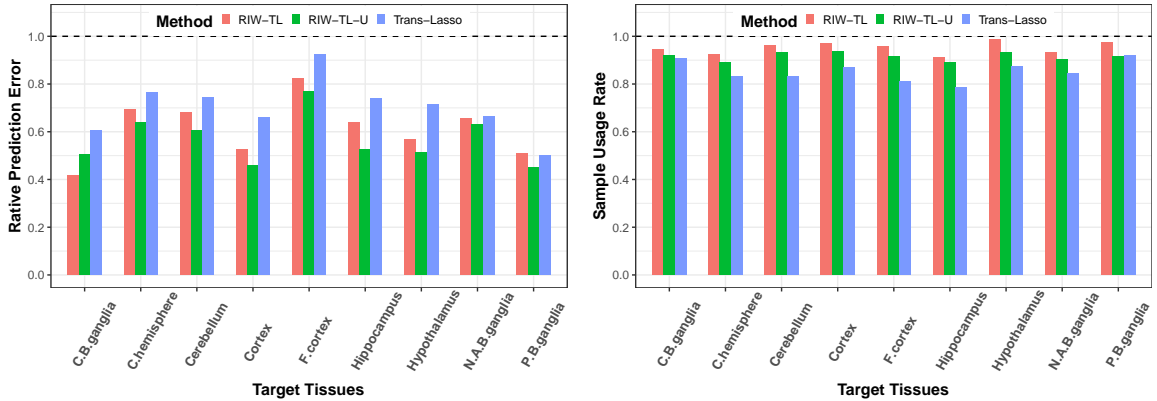 Method RIW−TL RIW−TL−U Trans−Lasso
1.0
0.8
0.6
0.4
0.2
0.0
Rative Prediction Error
C.B.ganglia
C.hemisphere
Cerebellum
Cortex
F.cortex
Hippocampus
Hypothalamus
N.A.B.ganglia
P.B.ganglia
Target Tissues
Method RIW−TL RIW−TL−U Trans−Lasso
1.0
0.8
0.6
0.4
0.2
0.0
Sample Usage Rate
C.B.ganglia
C.hemisphere
Cerebellum
Cortex
F.cortex
Hippocampus
Hypothalamus
N.A.B.ganglia
P.B.ganglia
Target Tissues